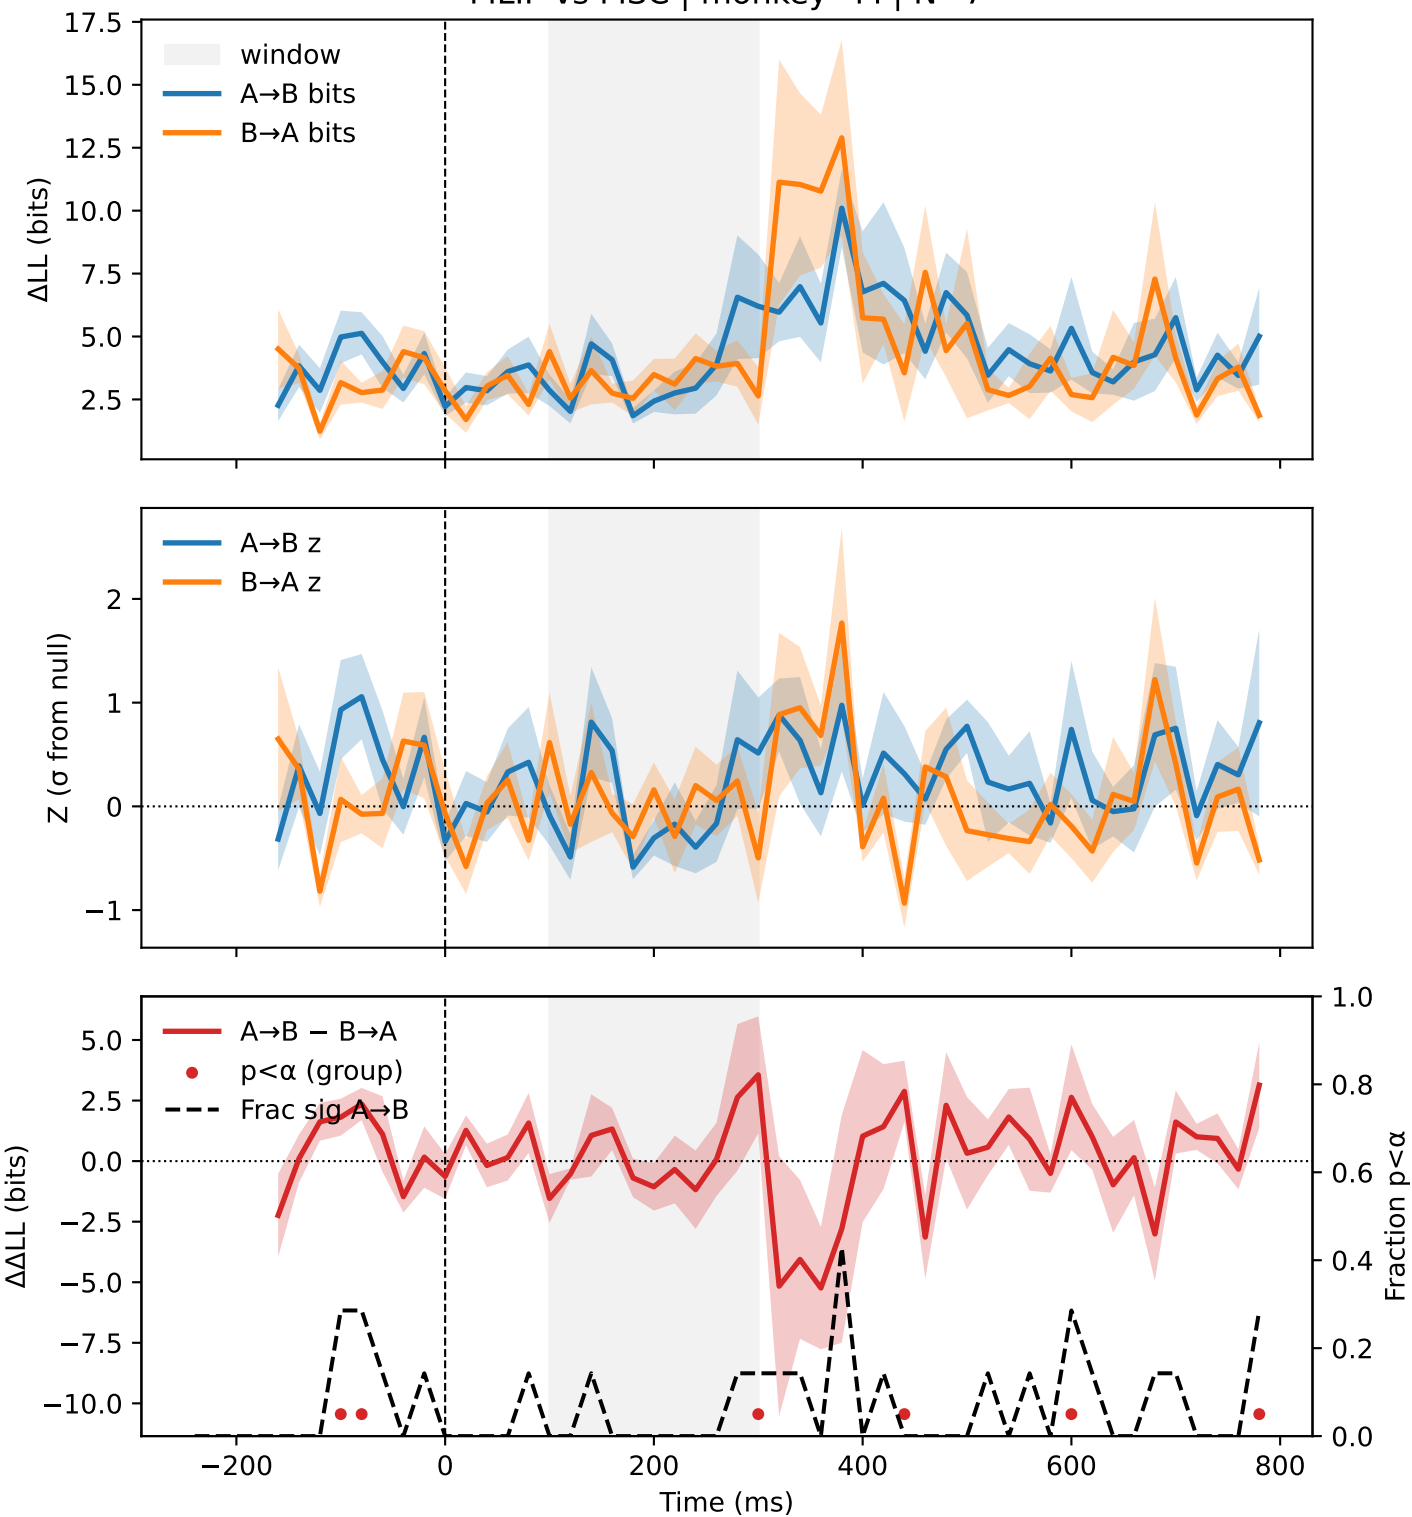 17.5
15.0
12.5
10.0
7.5
5.0
2.5
ΔLL (bits)
window
A→B bits
B→A bits
2
1
0
−1
Z (σ from null)
A→B z
B→A z
5.0
2.5
0.0
−2.5
−5.0
−7.5
−10.0
ΔΔLL (bits)
A→B − B→A
p<α (group)
Frac sig A→B
1.0
0.8
0.6
0.4
0.2
0.0
Fraction p<α
−200
0
200
400
600
800
Time (ms)